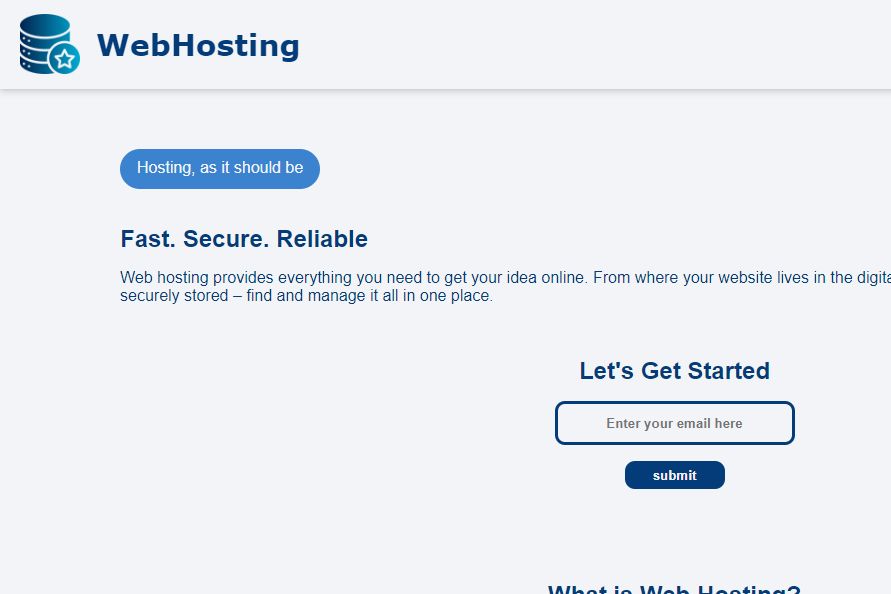 WebHosting
Hosting, as it should be
Fast. Secure. Reliable
Web hosting provides everything you need to get your idea online. From where your website lives in the
securely stored – find and manage it all in one place.
Let's Get Started
Enter your email here
submit
What is Web Hosting?